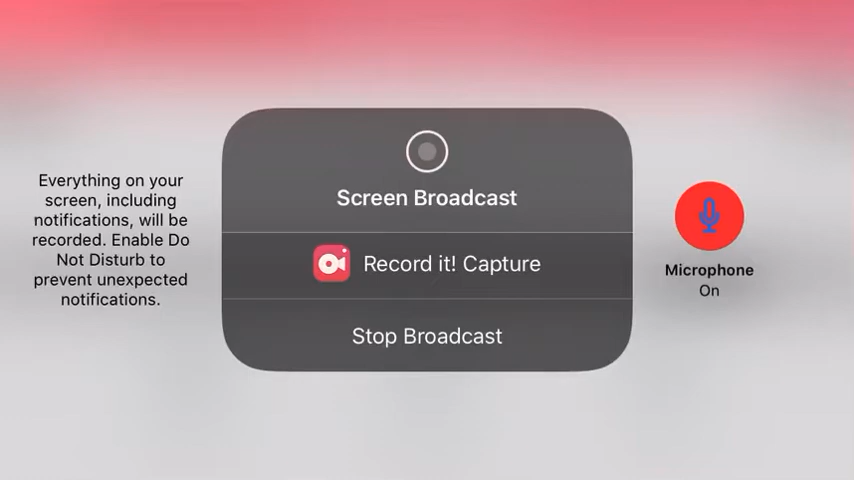 Everything on your
screen, including
notifications, will be
recorded. Enable Do
Not Disturb to
prevent unexpected
notifications.
Screen Broadcast
Record it! Capture
Stop Broadcast
Microphone
On